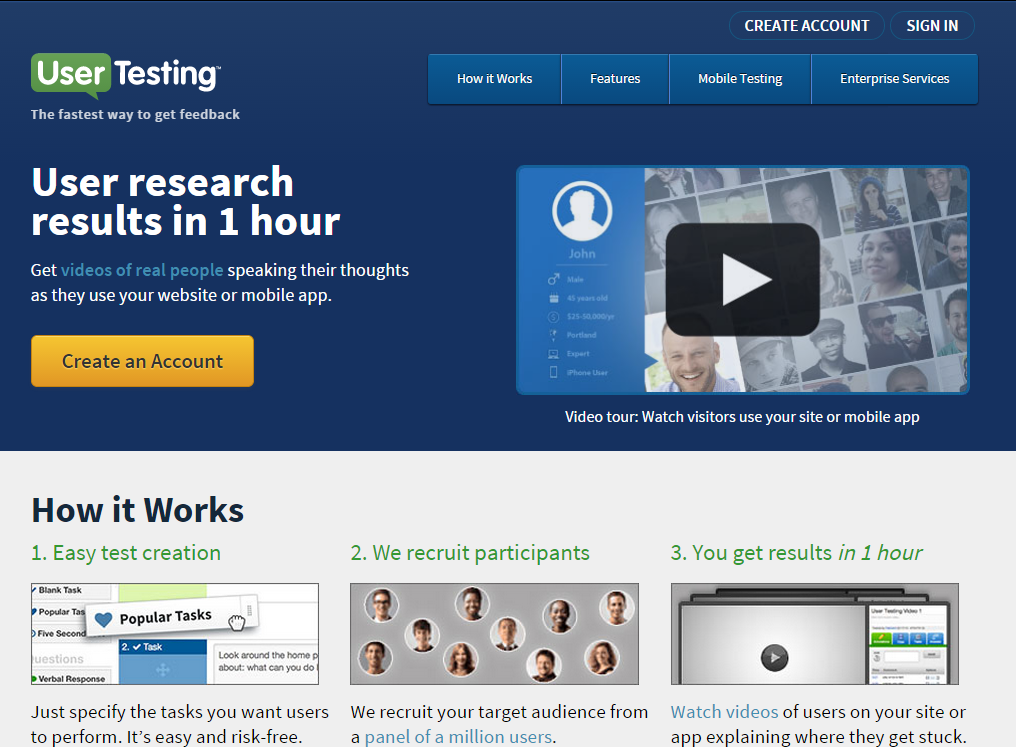 CREATE ACCOUNT
SIGN IN
User Testing™
The fastest way to get feedback
How it Works
Features
Mobile Testing
Enterprise Services
User research
results in 1 hour
Get videos of real people speaking their thoughts
as they use your website or mobile app.
Create an Account
John
Male
45 years old
$25-50,000/yr
Portland
Expert
iPhone User
Video tour: Watch visitors use your site or mobile app
How it Works
1. Easy test creation
Blank Task
Popular Tas
Popular Tasks
Five Second
2. Task
uestions
Look around the home p
about: what can you do
Verbal Response
Just specify the tasks you want users
to perform. It’s easy and risk-free.
2. We recruit participants
We recruit your target audience from
a panel of a million users.
3. You get results in 1 hour
User Testing Video 1
Watch videos of users on your site or
app explaining where they get stuck.